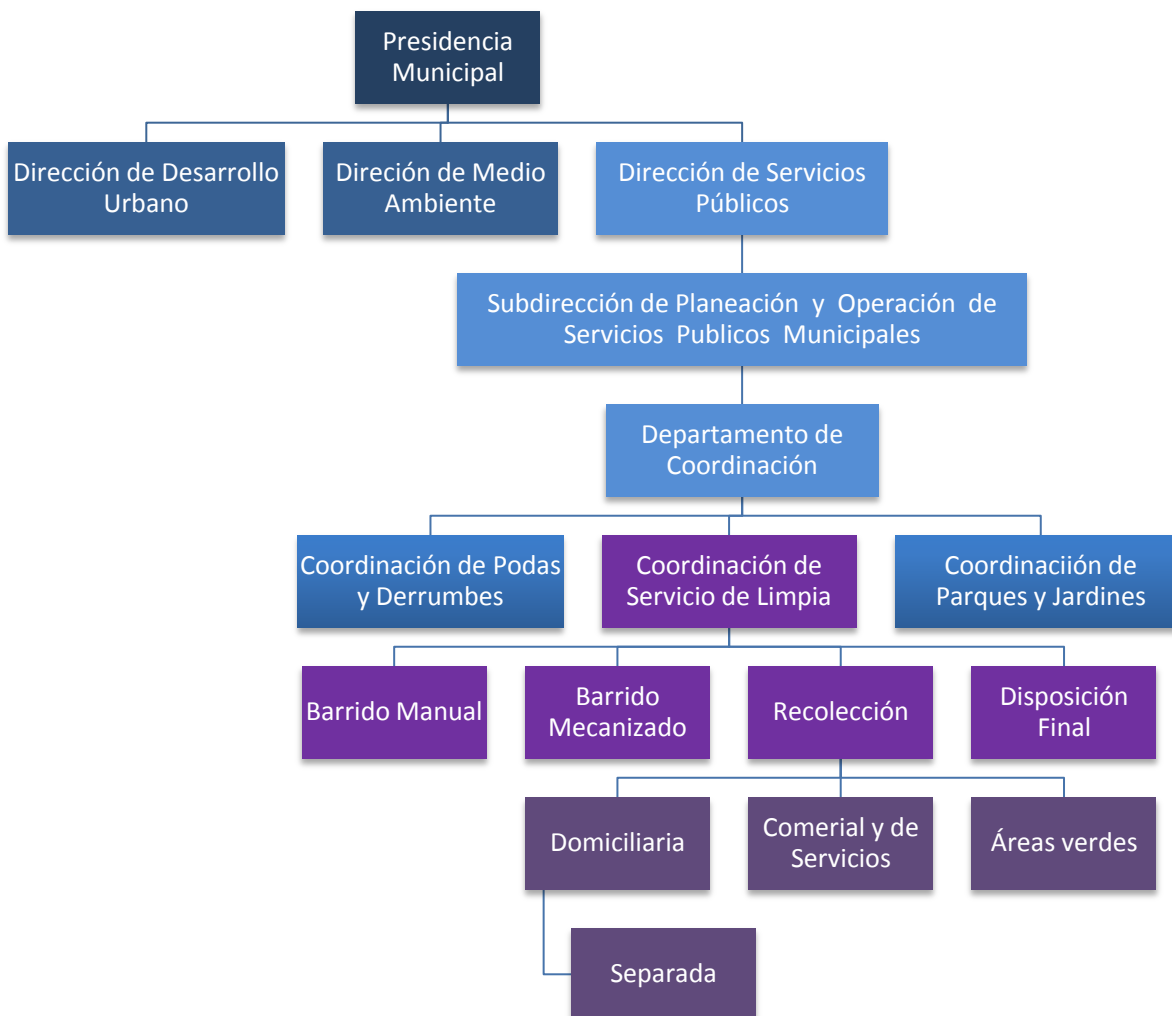 Presidencia
Municipal
Dirección de Desarrollo
Urbano
Direción de Medio
Ambiente
Dirección de Servicios
Públicos
Subdirección de Planeación y Operación de
Servicios Publicos Municipales
Departamento de
Coordinación
Coordinación de Podas
y Derrumbes
Coordinación de
Servicio de Limpia
Coordinaciión de
Parques y Jardines
Barrido Manual
Barrido
Mecanizado
Recolección
Disposición
Final
Domiciliaria
Comerial y de
Servicios
Áreas verdes
Separada